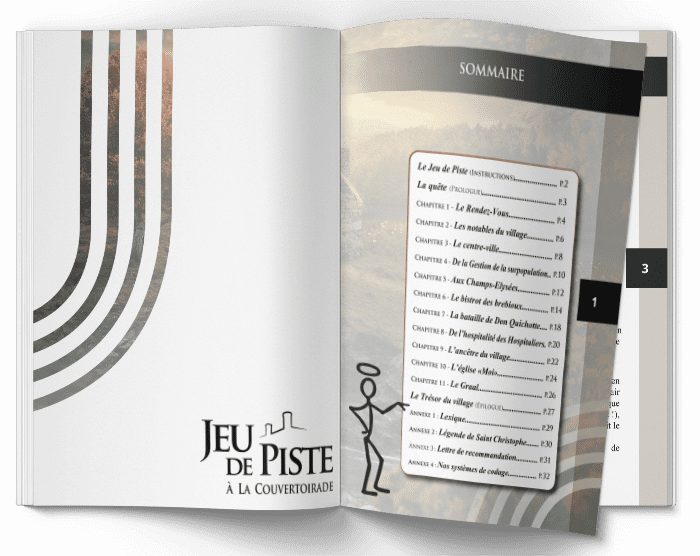 JEU
DE PISTE
À LA COUVERTOIRADE
SOMMAIRE
Le Jeu de Piste (INSTRUCTIONS)............... P.2
La quête (PROLOGUE)............... P.3
CHAPITRE 1 - Le Rendez-Vous............... P.4
CHAPITRE 2 - Les notables du village......... P.6
CHAPITRE 3 - Le centre-ville............... P.8
CHAPITRE 4 - De la Gestion de la surpopulation.. P.10
CHAPITRE 5 - Aux Champs-Elysées............ P.12
CHAPITRE 6 - Le bistrot des brebioux......... P.14
CHAPITRE 7 - La bataille de Don Quichotte.... P.18
CHAPITRE 8 - De l'hospitalité des Hospitaliers. P.20
CHAPITRE 9 - L'ancêtre du village............ P.22
CHAPITRE 10 - L'église «Moi»............... P.24
CHAPITRE 11 - Le Graal............... P.26
Le Trésor du village (ÉPILOGUE)............ P.27
ANNEXE 1 : Lexique............... P.29
ANNEXE 2 : Légende de Saint Christophe...... P.30
ANNEXE 3 : Lettre de recommandation......... P.31
ANNEXE 4 : Nos systèmes de codage............ P.32
1
3
n
e
en
air
que
!),
t le
de